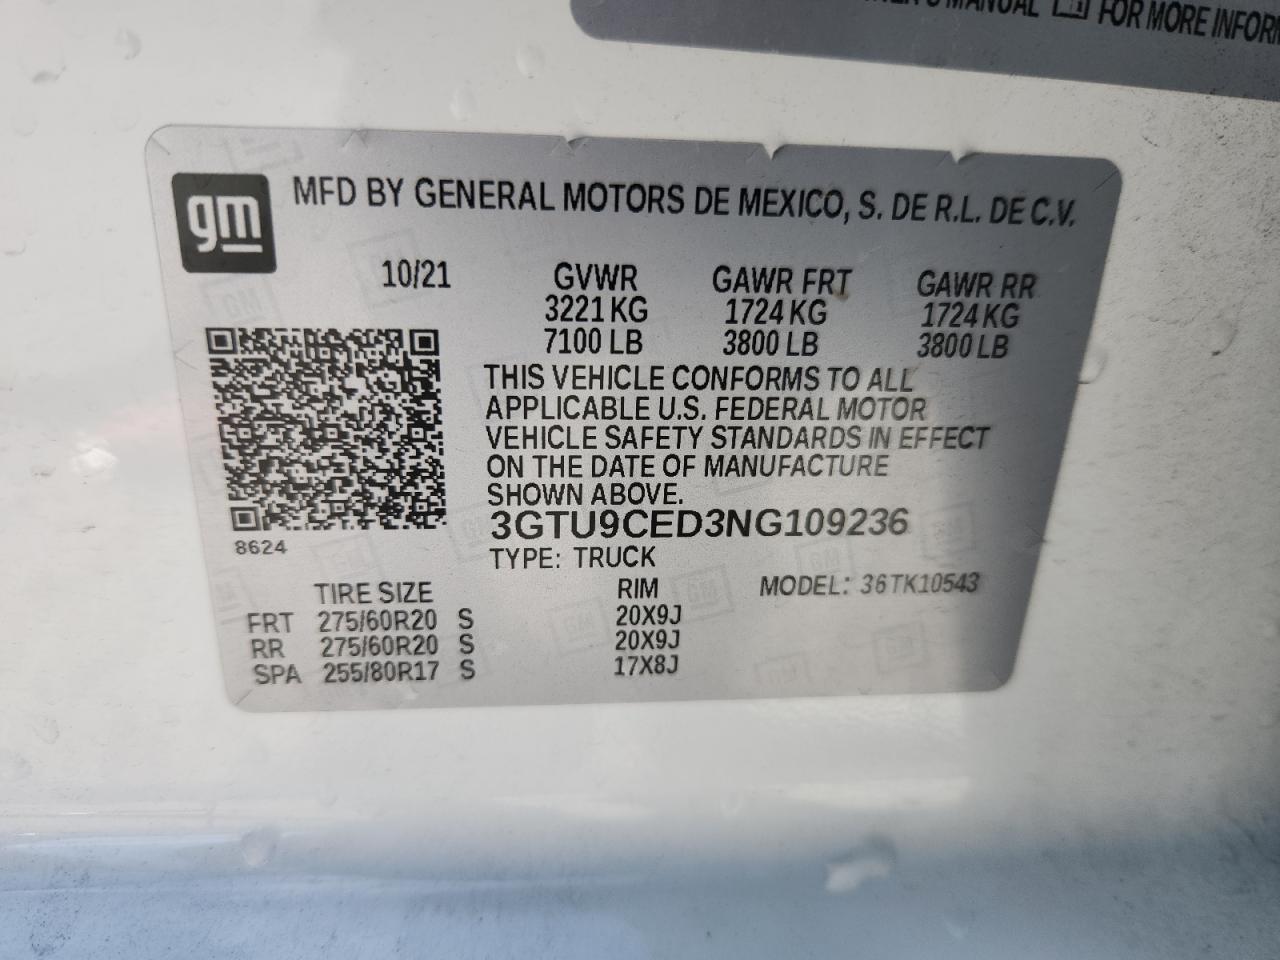 MANUAL FOR MORE
gm
MFD BY GENERAL MOTORS DE MEXICO, S. DE R.L. DE C.V.
10/21 GVWR GAWR FRT GAWR RR
3221 KG 1724 KG 1724 KG
7100 LB 3800 LB 3800 LB
THIS VEHICLE CONFORMS TO ALL
APPLICABLE U.S. FEDERAL MOTOR
VEHICLE SAFETY STANDARDS IN EFFECT
ON THE DATE OF MANUFACTURE
SHOWN ABOVE.
3GTU9CED3NG109236
8624
TYPE: TRUCK
TIRE SIZE RIM MODEL: 36TK10543
FRT 275/60R20 S 20X9J
RR 275/60R20 S 20X9J
SPA 255/80R17 S 17X8J